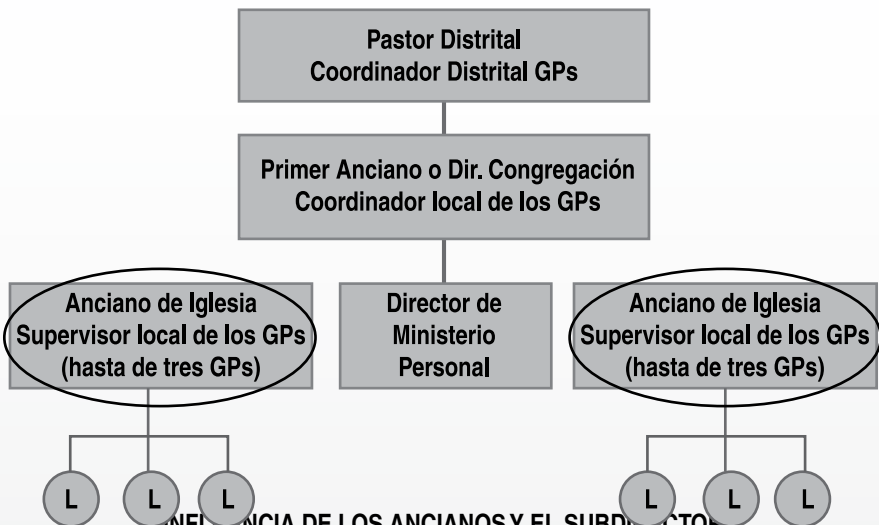 Pastor Distrital
Coordinador Distrital GPs
Primer Anciano o Dir. Congregación
Coordinador local de los GPs
Anciano de Iglesia
Supervisor local de los GPs
(hasta de tres GPs)
Director de
Ministerio
Personal
Anciano de Iglesia
Supervisor local de los GPs
(hasta de tres GPs)
L L L L L L
DE LOS ANCIANOS Y EL